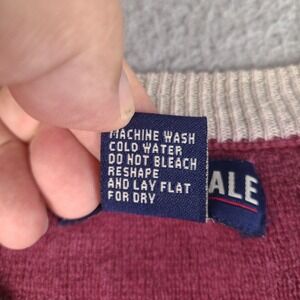 MACHINE WASH
COLD WATER
DO NOT BLEACH
RESHAPE
AND LAY FLAT
FOR DRY
ALE